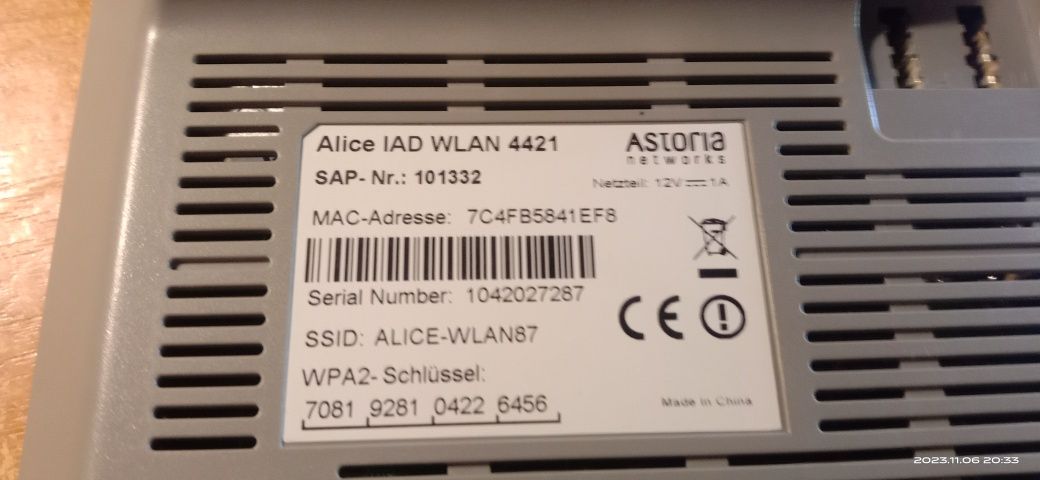 Alice IAD WLAN 4421
ASTORIA
networks
SAP- Nr.: 101332
Netzteil: 12V⎓1A
MAC-Adresse: 7C4FB5841EF8
Serial Number: 1042027287
SSID: ALICE-WLAN87
WPA2- Schlüssel:
7081 9281 0422 6456
CE
Made in China
2023.11.06 20:33